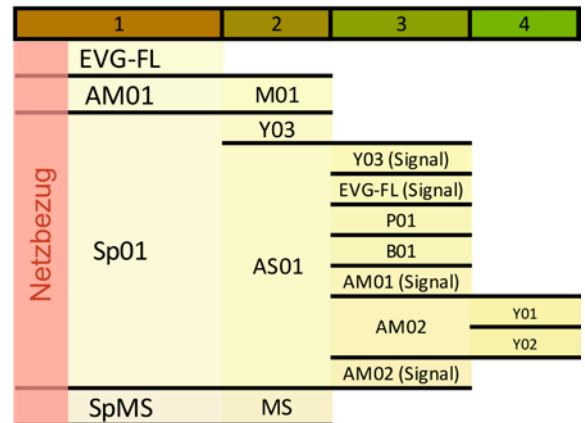 1 2 3 4
EVG-FL
AM01 M01
Y03
Y03 (Signal)
EVG-FL (Signal)
P01
Netzbezug Sp01 AS01 B01
AM01 (Signal)
AM02 Y01
Y02
AM02 (Signal)
SpMS MS